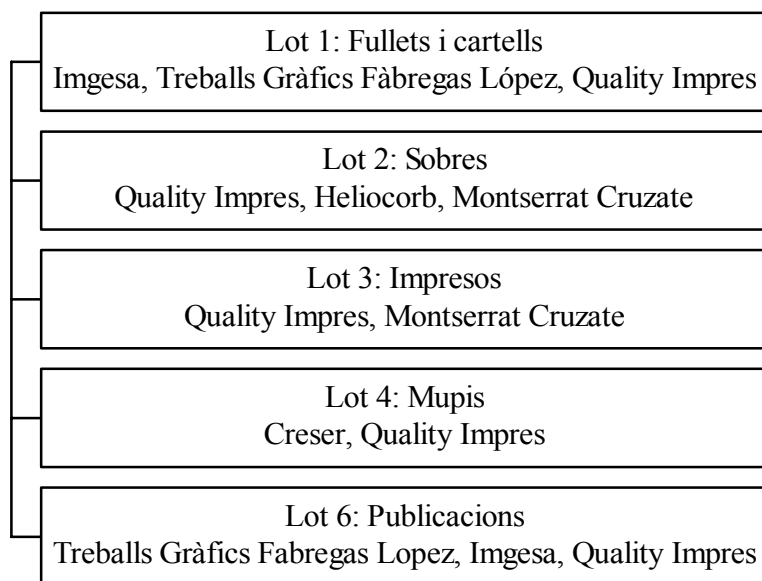 Lot 1: Fullets i cartells
Imgesa, Treballs Gràfics Fàbregas López, Quality Impres
Lot 2: Sobres
Quality Impres, Heliocorb, Montserrat Cruzate
Lot 3: Impresos
Quality Impres, Montserrat Cruzate
Lot 4: Mupis
Creser, Quality Impres
Lot 6: Publicacions
Treballs Gràfics Fabregas Lopez, Imgesa, Quality Impres